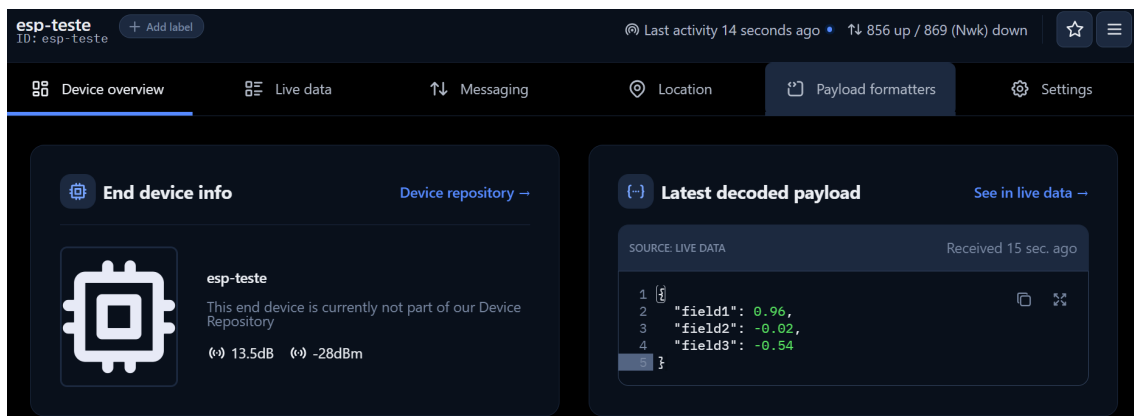 esp-teste
+ Add label
ID: esp-teste
Last activity 14 seconds ago • ↑↓ 856 up / 869 (Nwk) down
Device overview
Live data
Messaging
Location
Payload formatters
Settings
End device info
Device repository →
esp-teste
This end device is currently not part of our Device
Repository
13.5dB -28dBm
Latest decoded payload
See in live data →
SOURCE: LIVE DATA
Received 15 sec. ago
1 {
2 "field1": 0.96,
3 "field2": -0.02,
4 "field3": -0.54
5 }